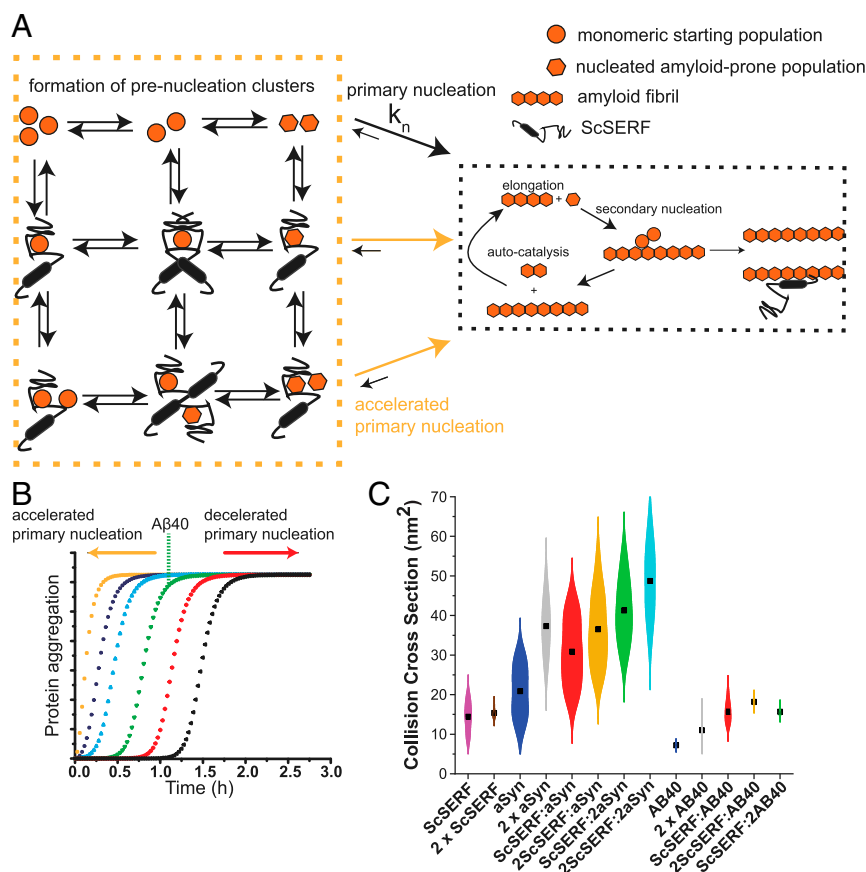 A
monomeric starting population
nucleated amyloid-prone population
amyloid fibril
ScSERF
formation of pre-nucleation clusters
primary nucleation
kn
elongation
+
secondary nucleation
auto-catalysis
+
accelerated
primary nucleation
B
accelerated
primary nucleation
Aβ40
decelerated
primary nucleation
Protein aggregation
0.0 0.5 1.0 1.5 2.0 2.5 3.0
Time (h)
C
Collision Cross Section (nm²)
70
60
50
40
30
20
10
0
ScSERF
2 x ScSERF
aSyn
2 x aSyn
ScSERF:aSyn
2ScSERF:aSyn
ScSERF:2aSyn
2ScSERF:2aSyn
AB40
2 x AB40
ScSERF:AB40
2ScSERF:AB40
ScSERF:2AB40